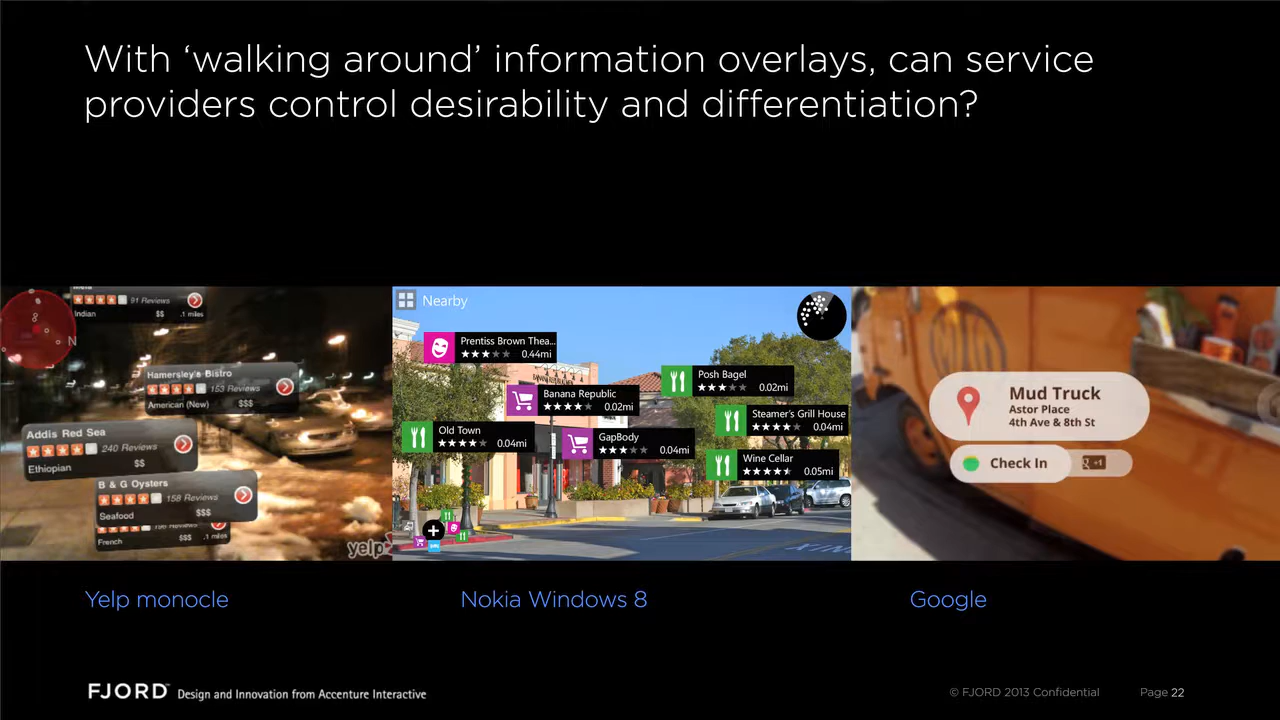 With ‘walking around’ information overlays, can service
providers control desirability and differentiation?
91 Reviews
Indian $$ .1 miles
N
Hamersley's Bistro
153 Reviews
American (New) $$$
Addis Red Sea
240 Reviews
Ethiopian $$
B & G Oysters
158 Reviews
Seafood $$$
French $$$ .1 miles
yelp
Nearby
Prentiss Brown Thea...
0.44mi
Banana Republic
0.02mi
Posh Bagel
0.02mi
Steamer's Grill House
0.04mi
Old Town
0.04mi
GapBody
0.04mi
Wine Cellar
0.05mi
Mud Truck
Astor Place
4th Ave & 8th St
Check In
g +1
Yelp monocle
Nokia Windows 8
Google
FJORD™ Design and Innovation from Accenture Interactive
© FJORD 2013 Confidential
Page 22